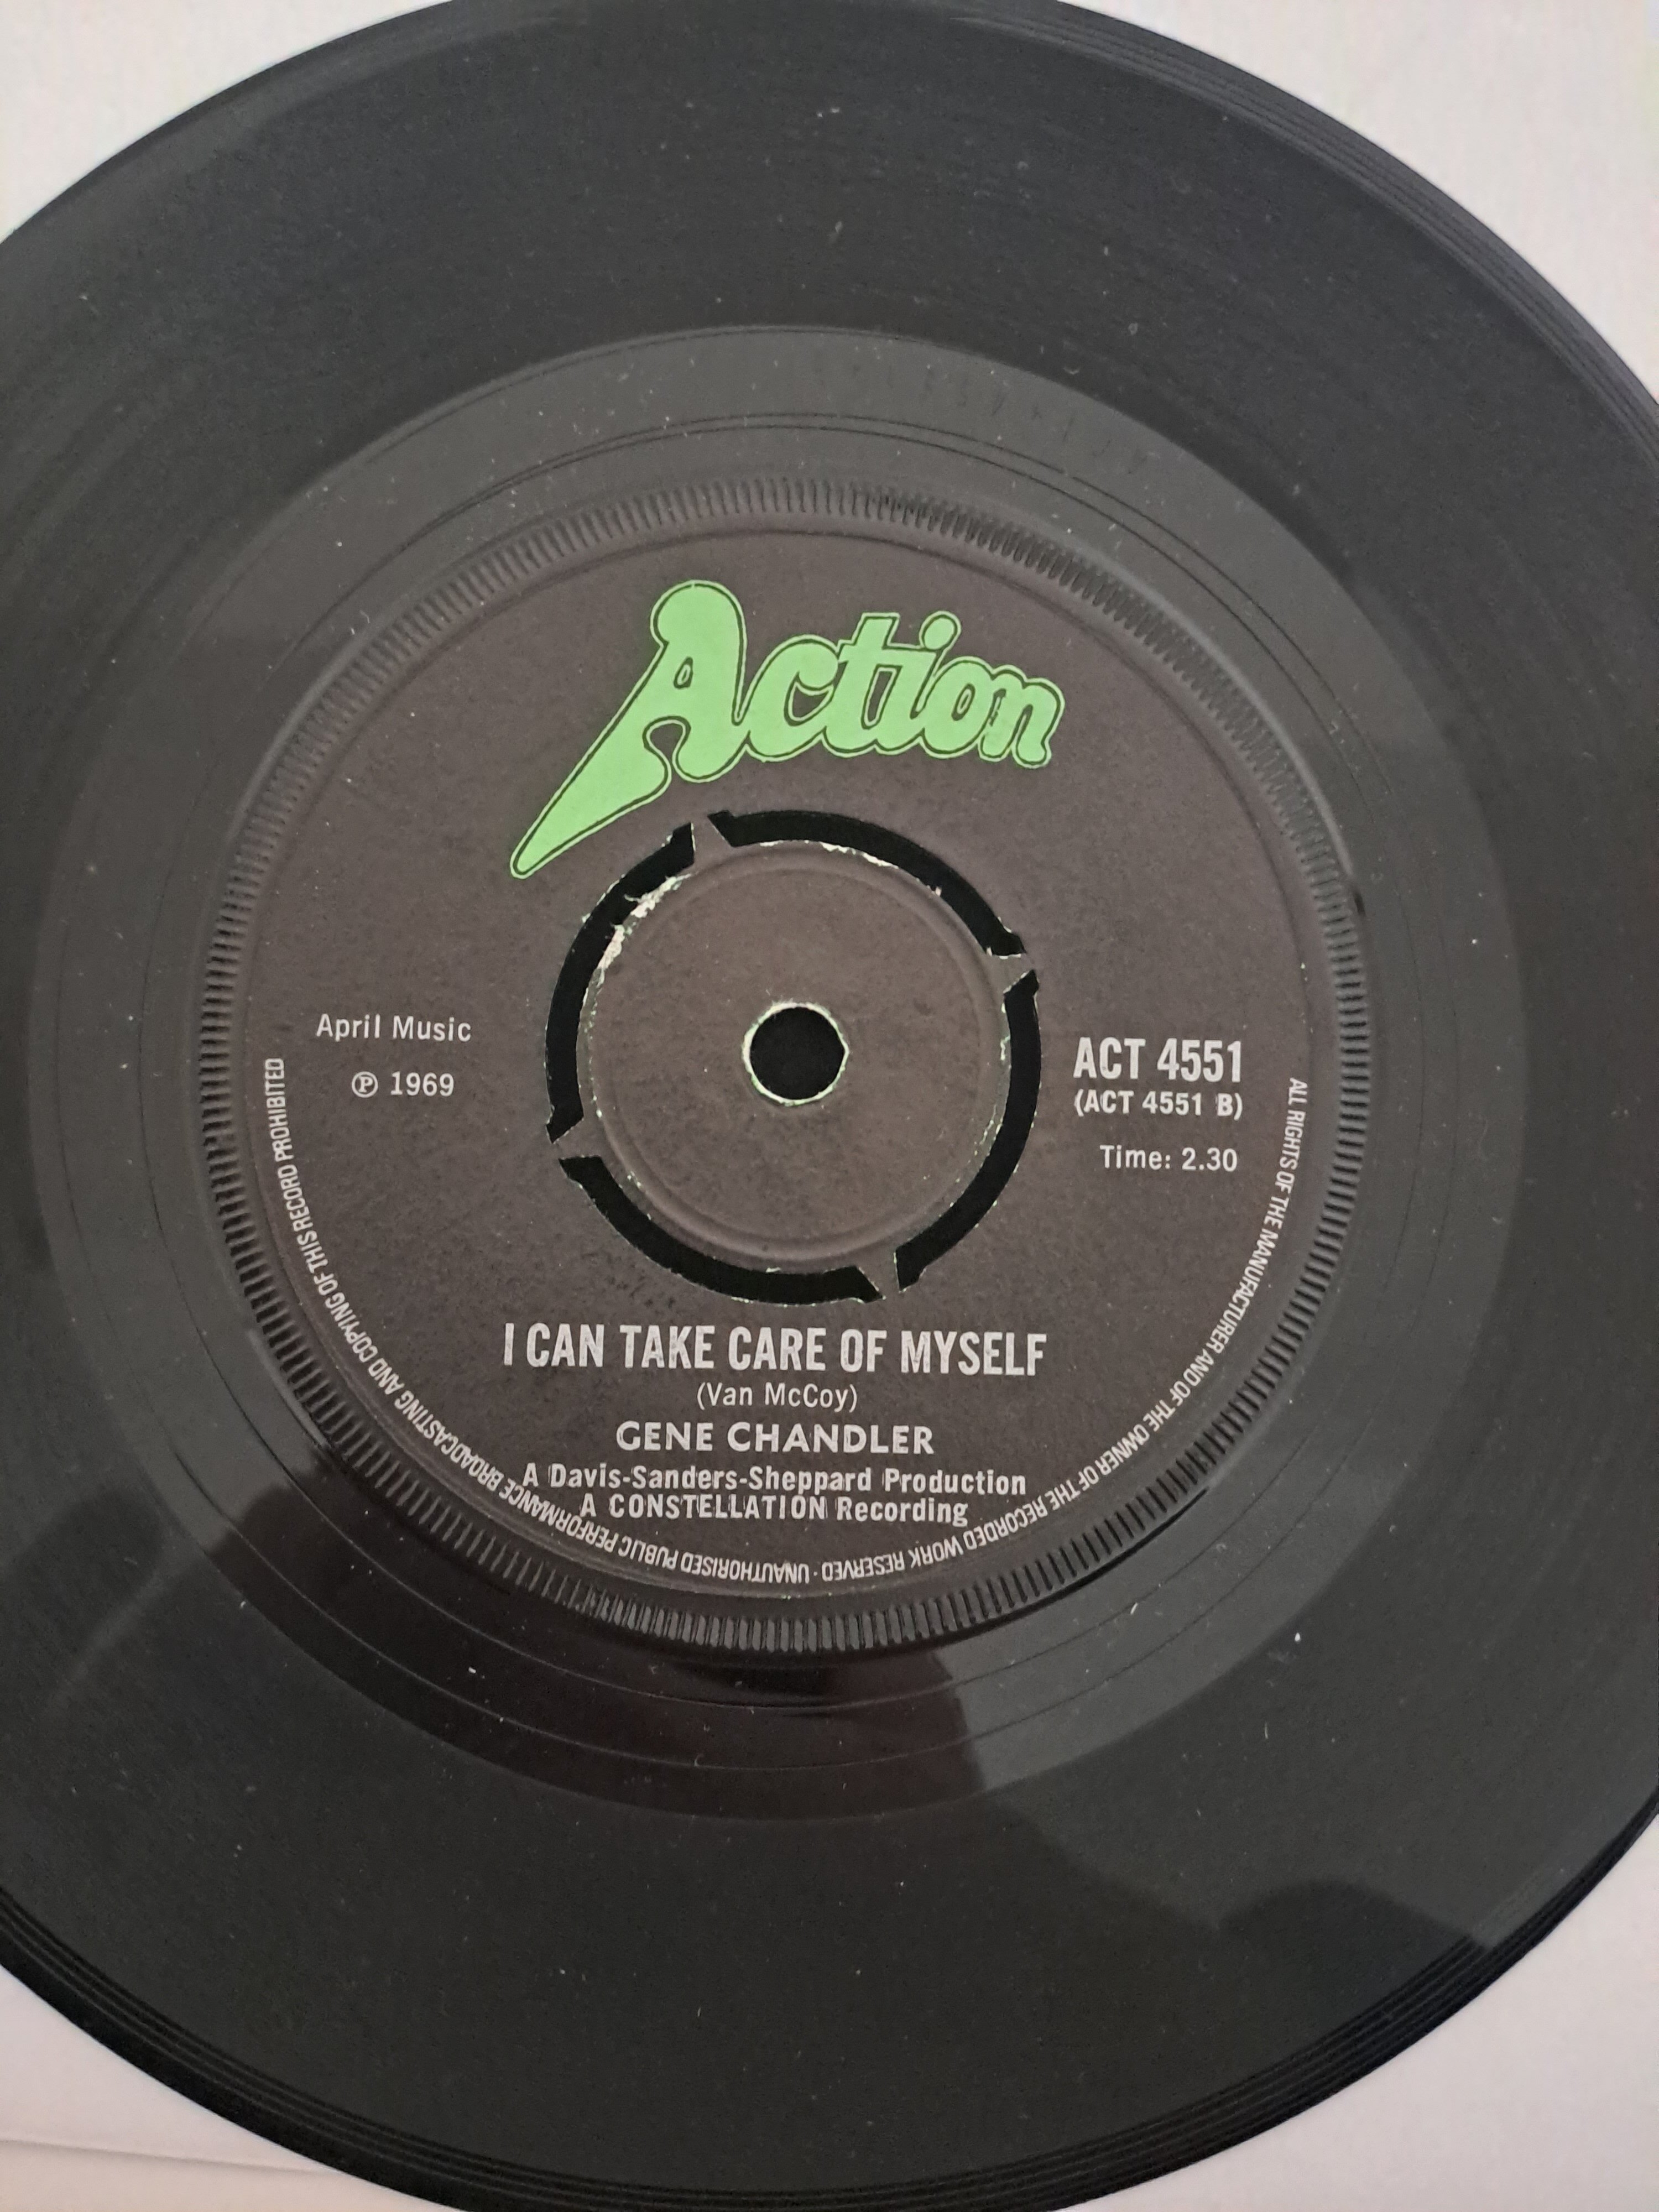 Action
April Music
℗ 1969
ACT 4551
(ACT 4551 B)
Time: 2.30
I CAN TAKE CARE OF MYSELF
(Van McCoy)
GENE CHANDLER
A Davis-Sanders-Sheppard Production
A CONSTELLATION Recording
ALL RIGHTS OF THE MANUFACTURER AND OF THE OWNER OF THE RECORDED WORK RESERVED · UNAUTHORISED PUBLIC PERFORMANCE BROADCASTING AND COPYING OF THIS RECORD PROHIBITED